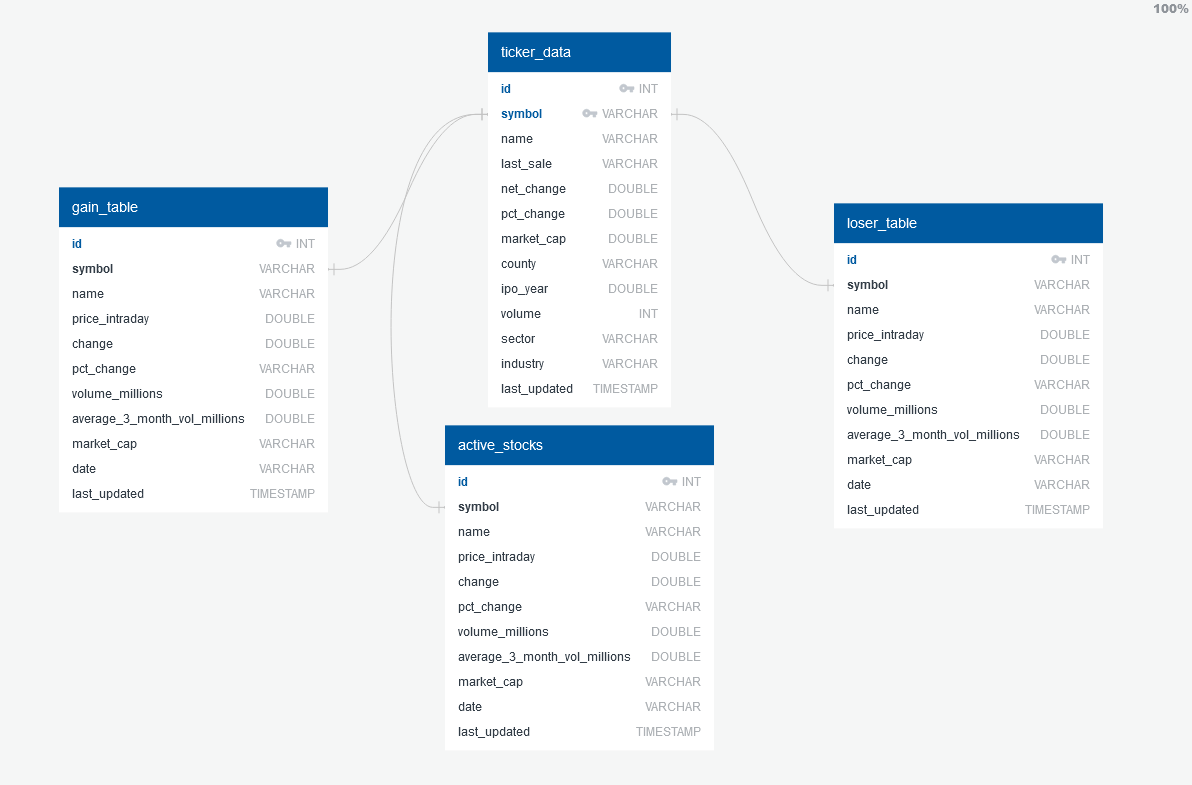 100%
ticker_data
id INT
symbol VARCHAR
name VARCHAR
last_sale VARCHAR
net_change DOUBLE
pct_change DOUBLE
market_cap DOUBLE
county VARCHAR
ipo_year DOUBLE
volume INT
sector VARCHAR
industry VARCHAR
last_updated TIMESTAMP
gain_table
id INT
symbol VARCHAR
name VARCHAR
price_intraday DOUBLE
change DOUBLE
pct_change VARCHAR
volume_millions DOUBLE
average_3_month_vol_millions DOUBLE
market_cap VARCHAR
date VARCHAR
last_updated TIMESTAMP
loser_table
id INT
symbol VARCHAR
name VARCHAR
price_intraday DOUBLE
change DOUBLE
pct_change VARCHAR
volume_millions DOUBLE
average_3_month_vol_millions DOUBLE
market_cap VARCHAR
date VARCHAR
last_updated TIMESTAMP
active_stocks
id INT
symbol VARCHAR
name VARCHAR
price_intraday DOUBLE
change DOUBLE
pct_change VARCHAR
volume_millions DOUBLE
average_3_month_vol_millions DOUBLE
market_cap VARCHAR
date VARCHAR
last_updated TIMESTAMP